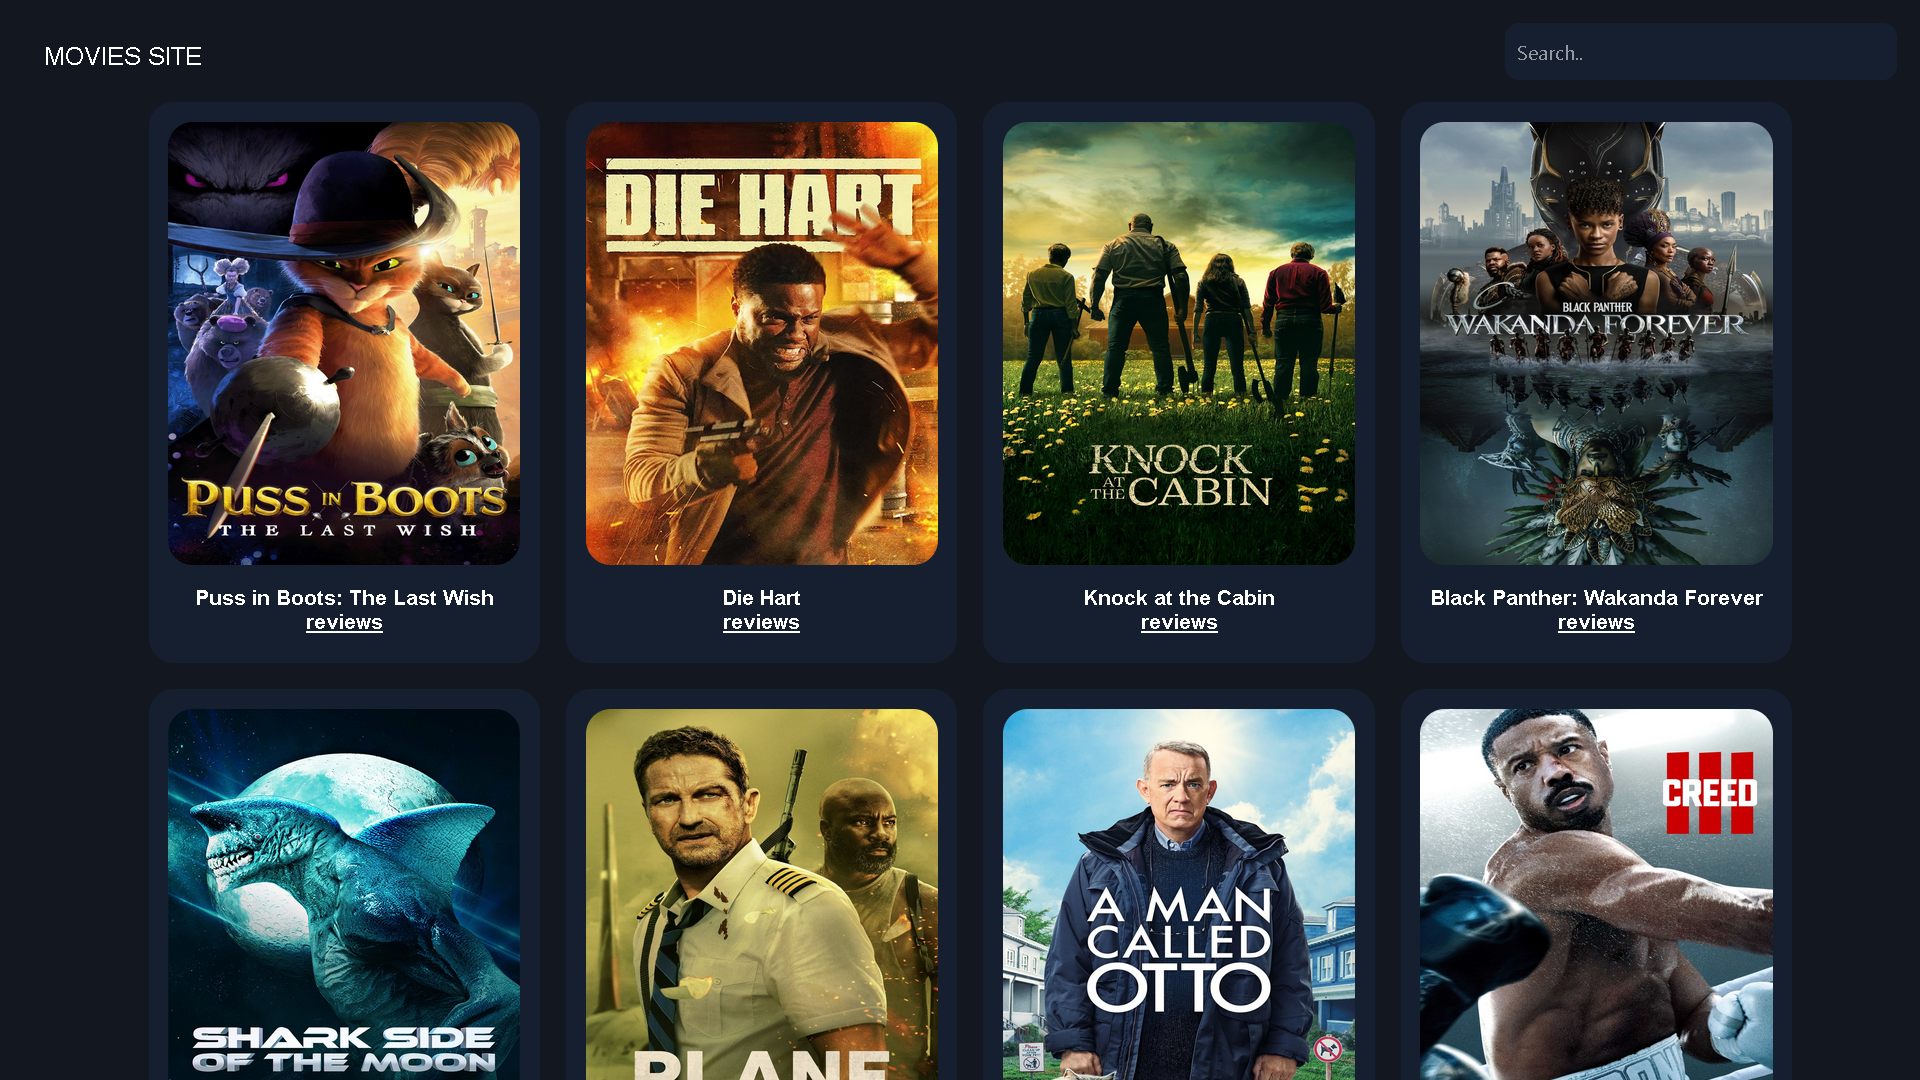 MOVIES SITE
Search..
PUSS IN BOOTS
THE LAST WISH
Puss in Boots: The Last Wish
reviews
DIE HART
Die Hart
reviews
KNOCK
AT
THE CABIN
Knock at the Cabin
reviews
BLACK PANTHER
WAKANDA FOREVER
Black Panther: Wakanda Forever
reviews
SHARK SIDE
OF THE MOON
PLANE
A MAN
CALLED
OTTO
III
CREED